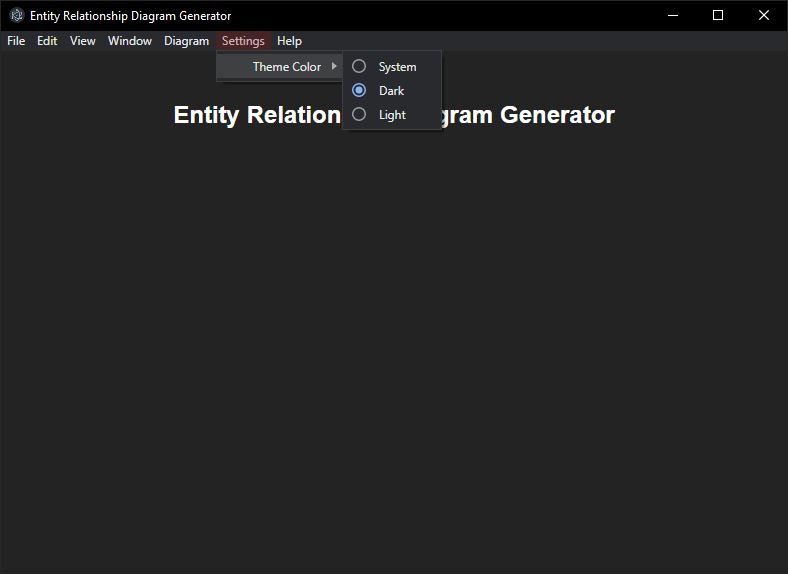 Entity Relationship Diagram Generator
File Edit View Window Diagram Settings Help
Theme Color
System
Dark
Light
Entity Relation gram Generator